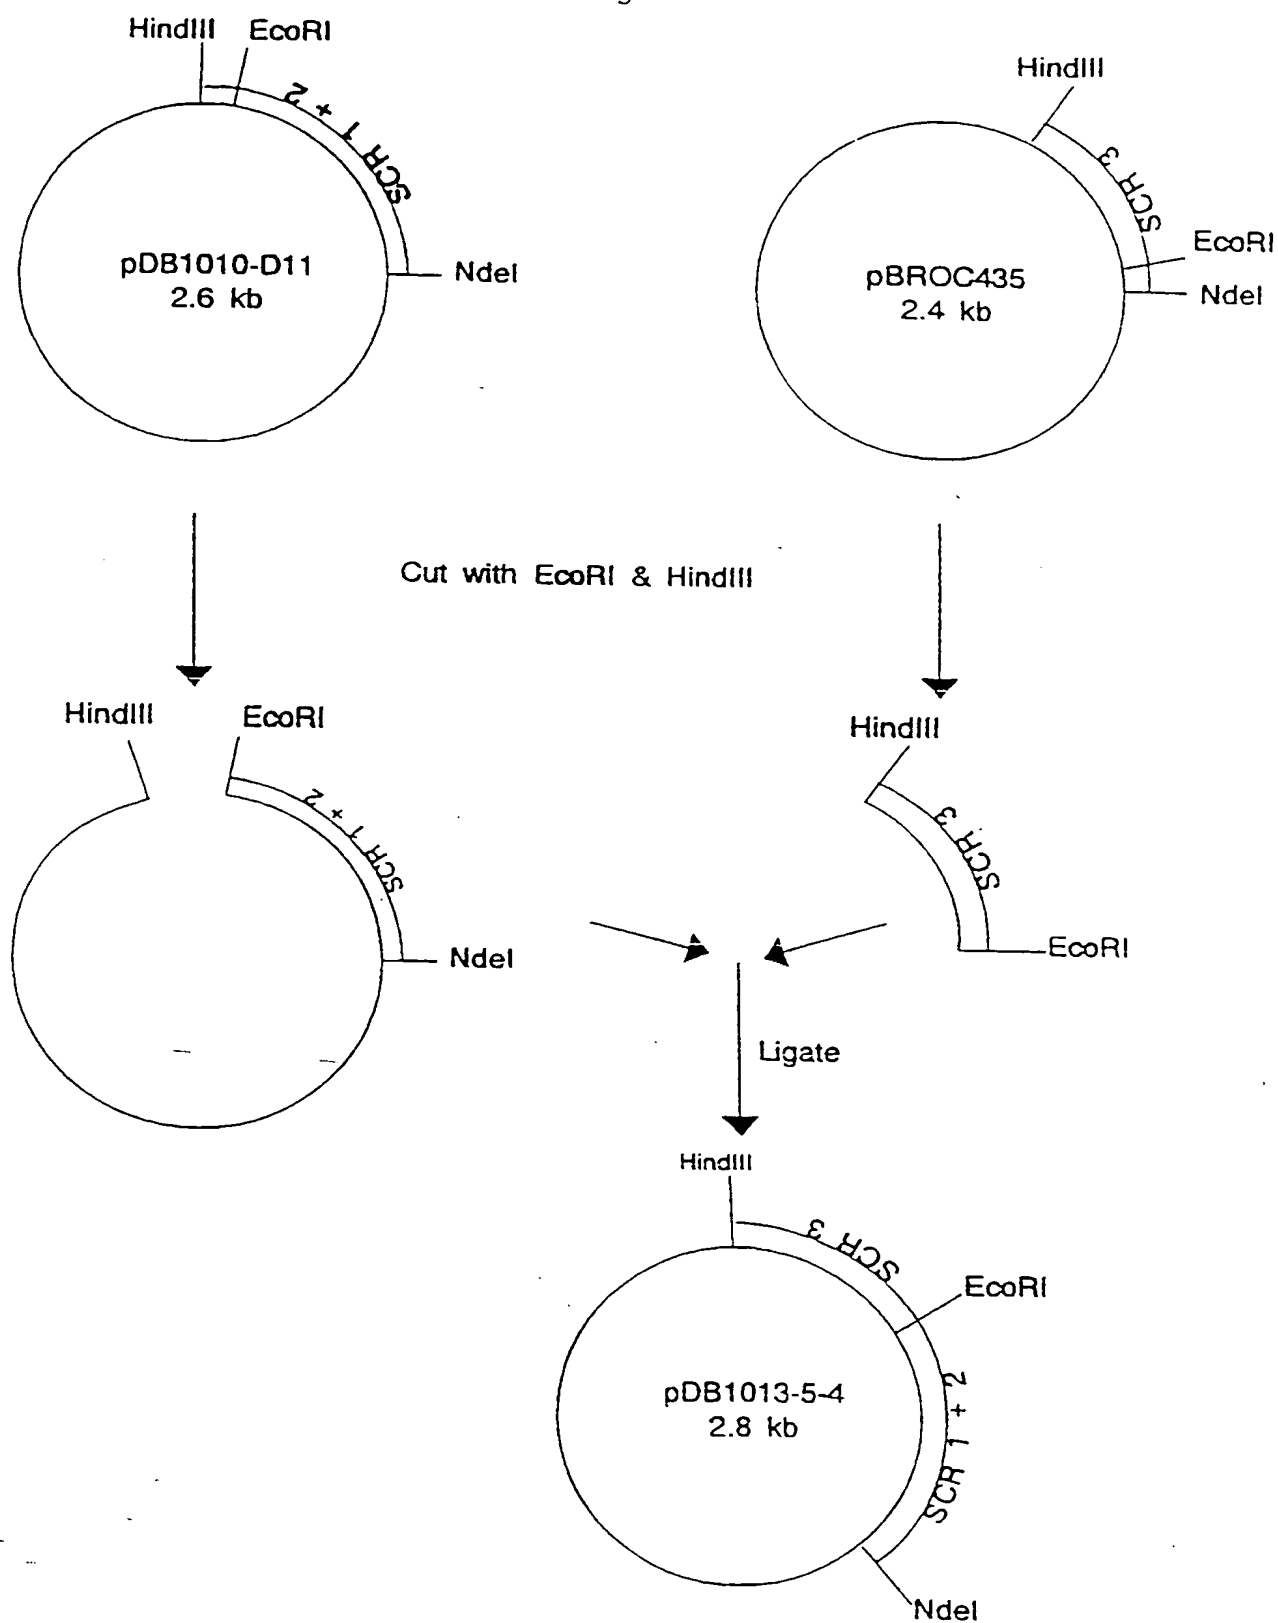 HindIII
EcoRI
SCR 1 + 2
pDB1010-D11
2.6 kb
NdeI
HindIII
SCR 3
EcoRI
pBROC435
2.4 kb
NdeI
Cut with EcoRI & HindIII
HindIII
EcoRI
SCR 1 + 2
NdeI
HindIII
SCR 3
EcoRI
Ligate
HindIII
SCR 3
EcoRI
pDB1013-5-4
2.8 kb
SCR 1 + 2
NdeI